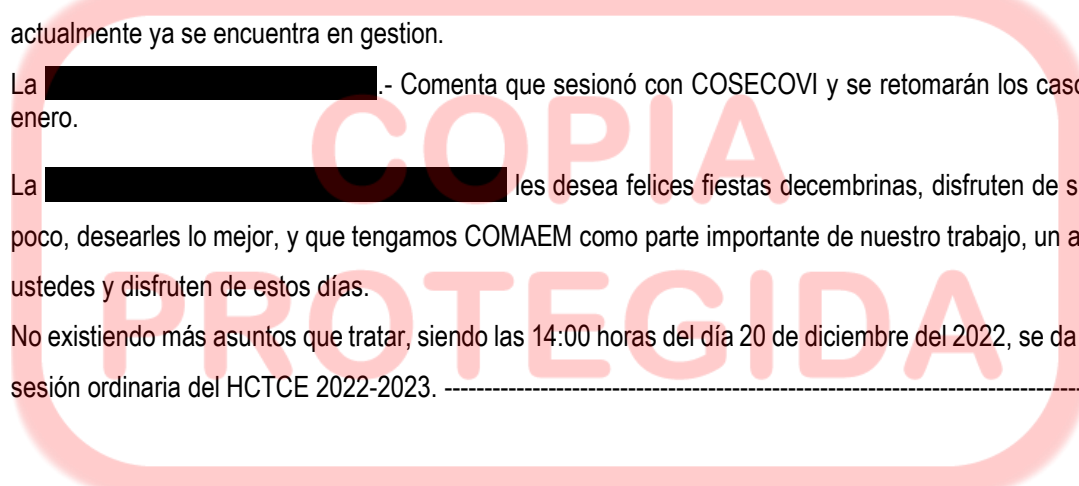 actualmente ya se encuentra en gestion.
La .- Comenta que sesionó con COSECOVI y se retomarán los caso
enero.
La les desea felices fiestas decembrinas, disfruten de s
poco, desearles lo mejor, y que tengamos COMAEM como parte importante de nuestro trabajo, un a
ustedes y disfruten de estos días.
No existiendo más asuntos que tratar, siendo las 14:00 horas del día 20 de diciembre del 2022, se da
sesión ordinaria del HCTCE 2022-2023. --------------------------------------------------------------------------------
COPIA
PROTEGIDA